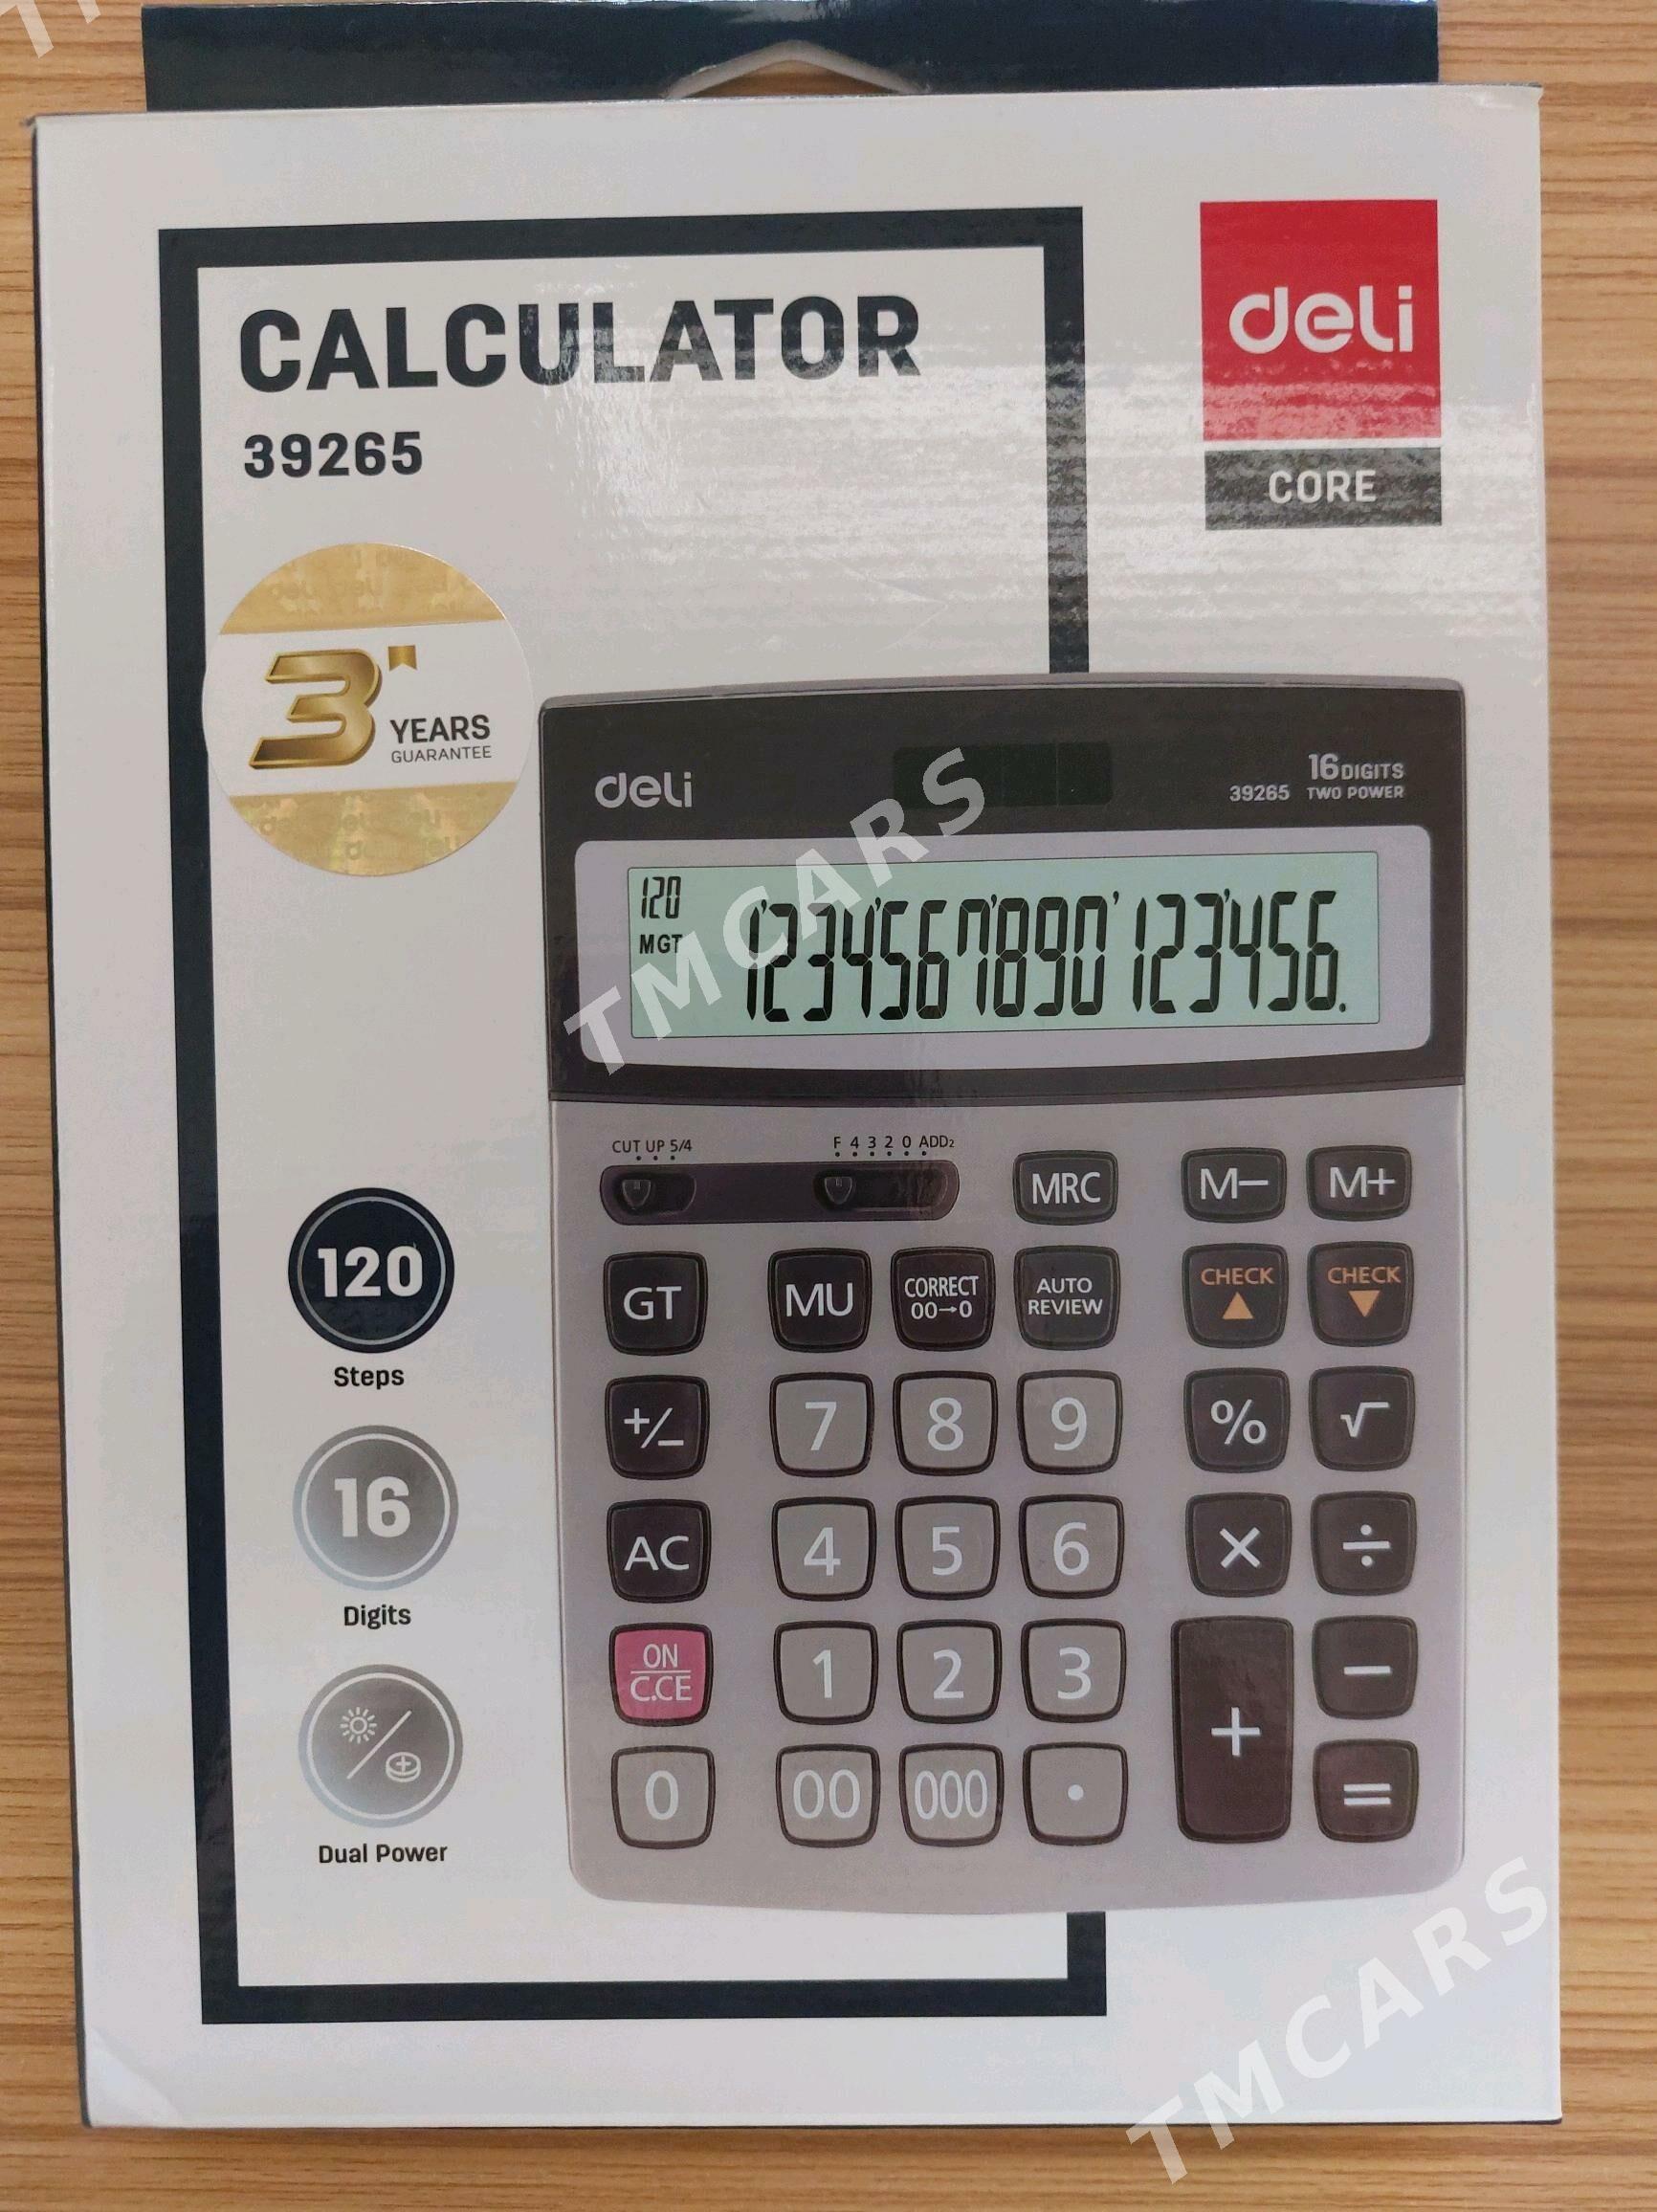 CALCULATOR
39265
deli
CORE
3
YEARS
GUARANTEE
deli
16 DIGITS
39265 TWO POWER
120
MGT
1'234'567'890'123'456.
CUT UP 5/4
F 4 3 2 0 ADD2
MRC M− M+
GT MU CORRECT 00→0 AUTO REVIEW CHECK ▲ CHECK ▼
+/− 7 8 9 % √
AC 4 5 6 × ÷
ON C.CE 1 2 3 + −
0 00 000 . =
120
Steps
16
Digits
Dual Power
TMCARS
TMCARS